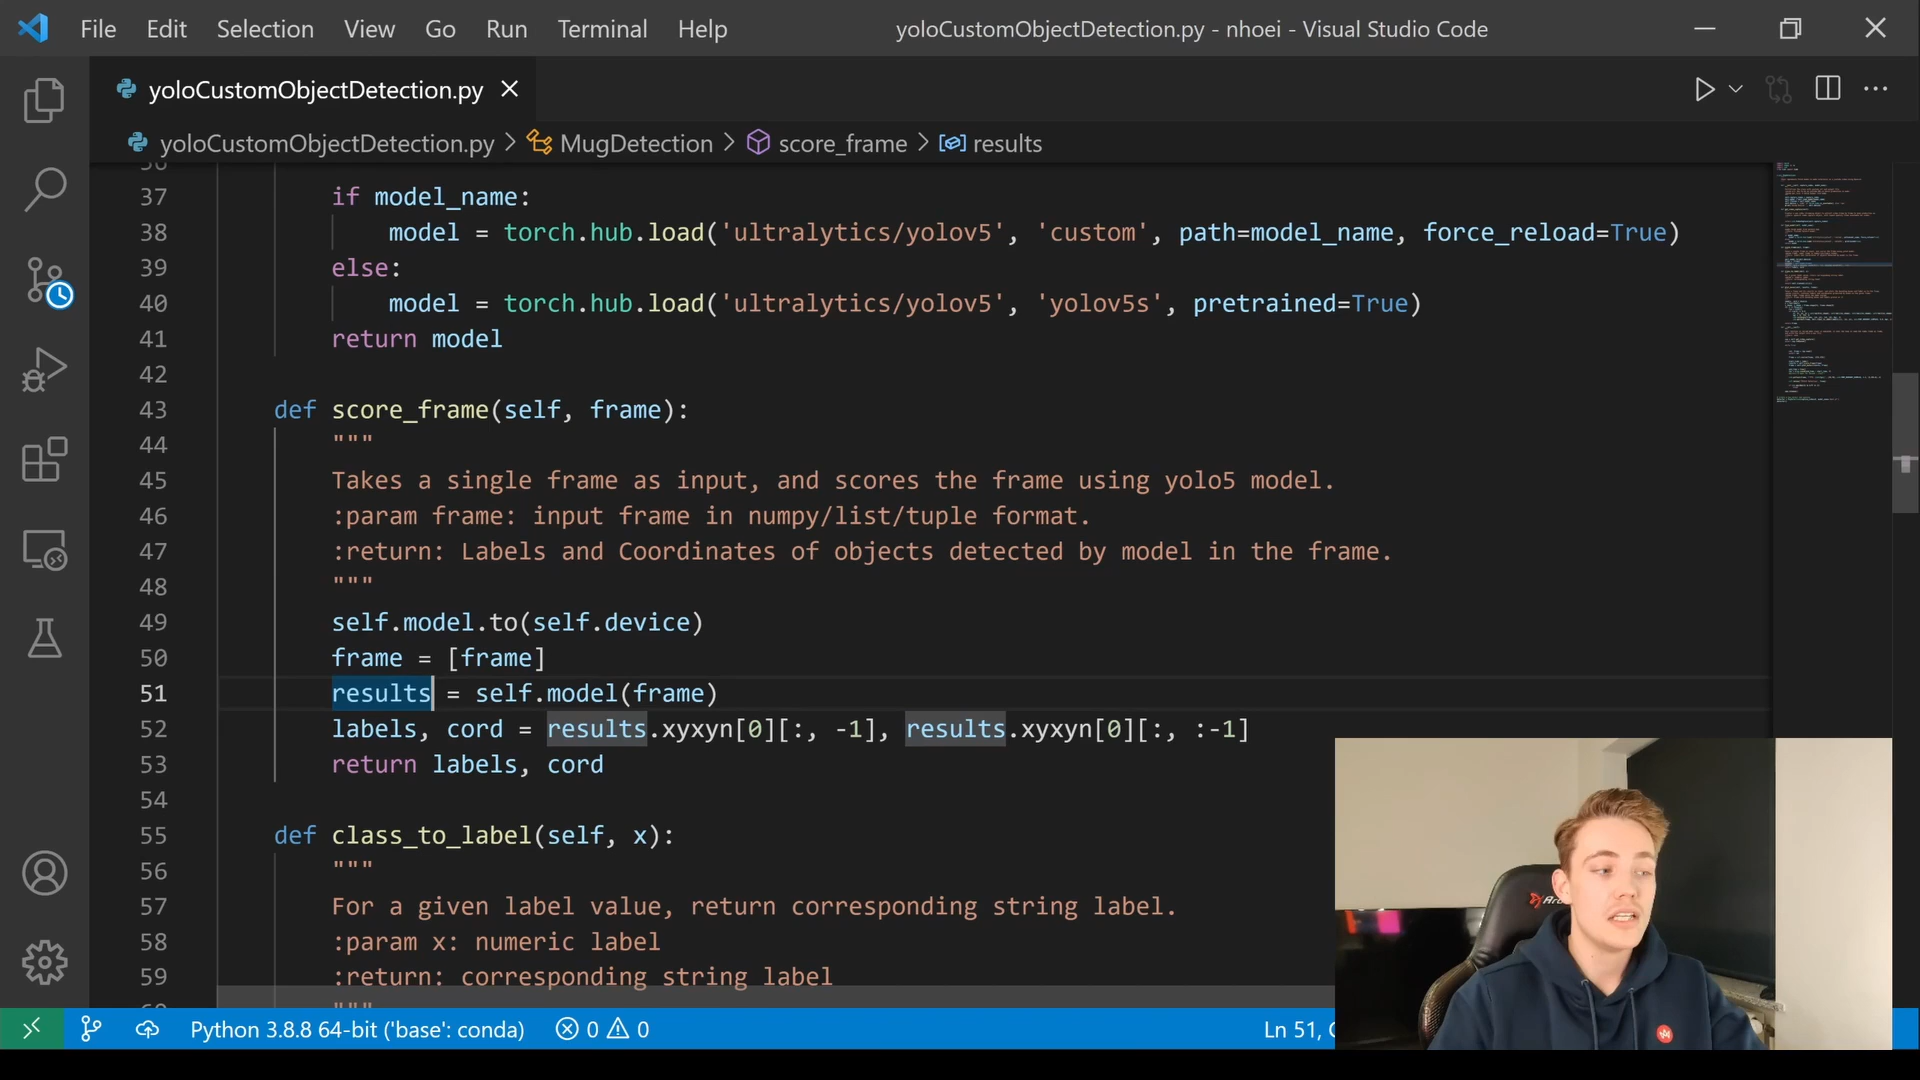 File Edit Selection View Go Run Terminal Help
yoloCustomObjectDetection.py - nhoei - Visual Studio Code
yoloCustomObjectDetection.py
yoloCustomObjectDetection.py > MugDetection > score_frame > results
37 if model_name:
38 model = torch.hub.load('ultralytics/yolov5', 'custom', path=model_name, force_reload=True)
39 else:
40 model = torch.hub.load('ultralytics/yolov5', 'yolov5s', pretrained=True)
41 return model
42
43 def score_frame(self, frame):
44 """
45 Takes a single frame as input, and scores the frame using yolo5 model.
46 :param frame: input frame in numpy/list/tuple format.
47 :return: Labels and Coordinates of objects detected by model in the frame.
48 """
49 self.model.to(self.device)
50 frame = [frame]
51 results = self.model(frame)
52 labels, cord = results.xyxyn[0][:, -1], results.xyxyn[0][:, :-1]
53 return labels, cord
54
55 def class_to_label(self, x):
56 """
57 For a given label value, return corresponding string label.
58 :param x: numeric label
59 :return: corresponding string label
"""
Python 3.8.8 64-bit ('base': conda) 0 0 Ln 51,